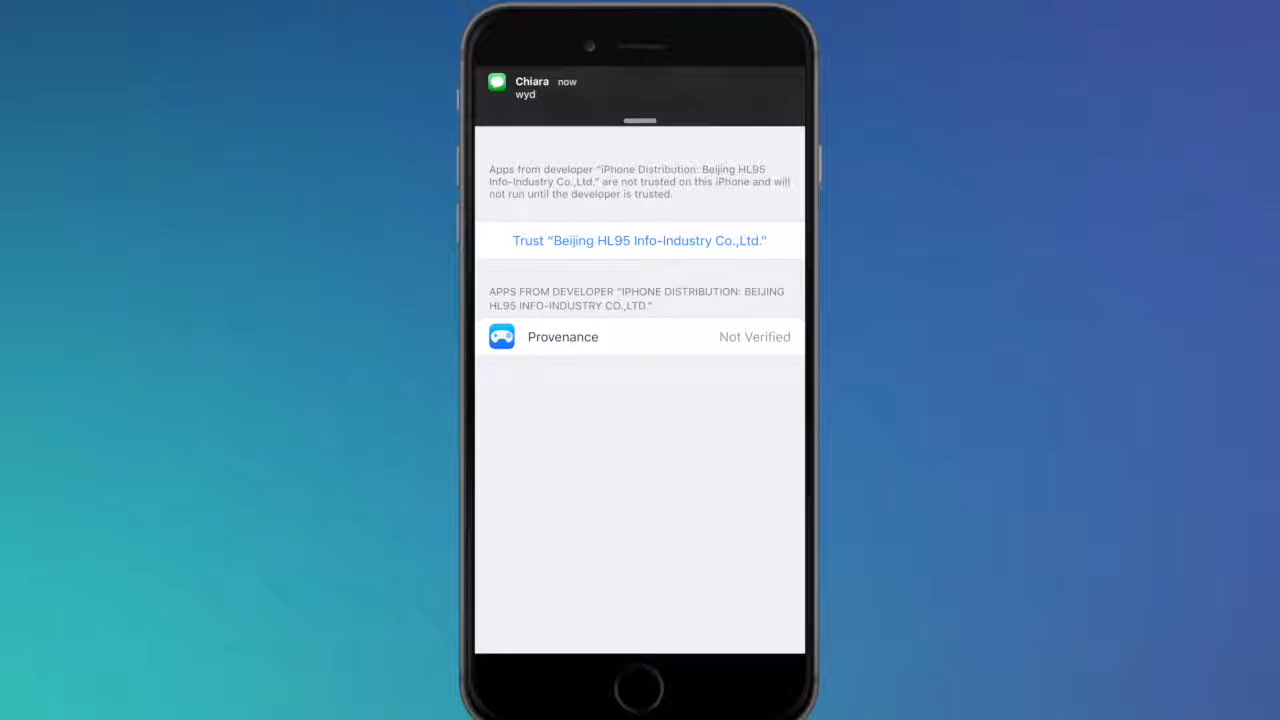 Chiara now
wyd
Apps from developer “iPhone Distribution: Beijing HL95
Info-Industry Co.,Ltd.” are not trusted on this iPhone and will
not run until the developer is trusted.
Trust “Beijing HL95 Info-Industry Co.,Ltd.”
APPS FROM DEVELOPER “IPHONE DISTRIBUTION: BEIJING
HL95 INFO-INDUSTRY CO.,LTD.”
Provenance Not Verified